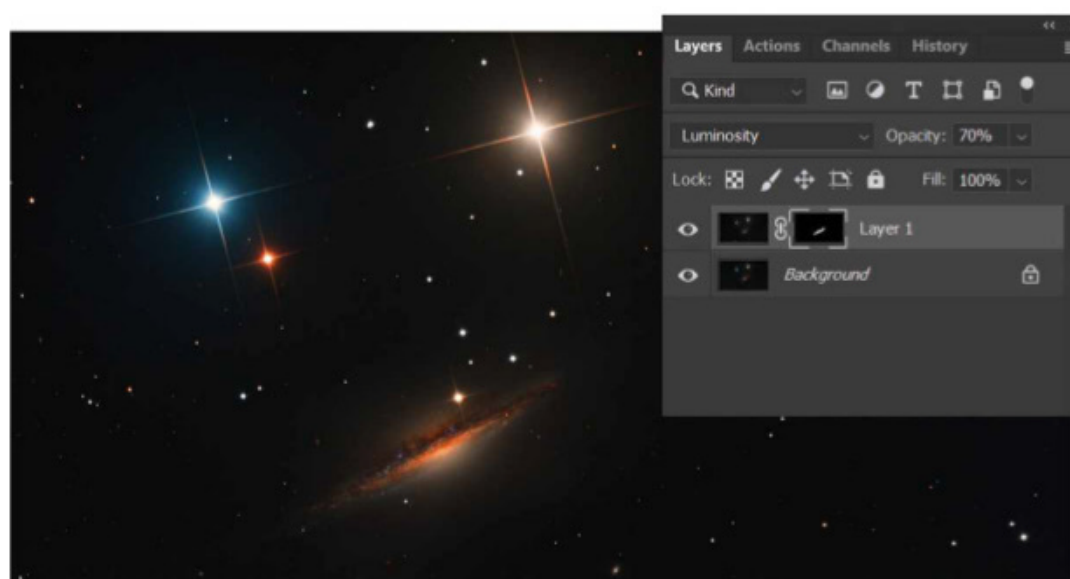 Layers Actions Channels History
Kind
Luminosity Opacity: 70%
Lock: Fill: 100%
Layer 1
Background